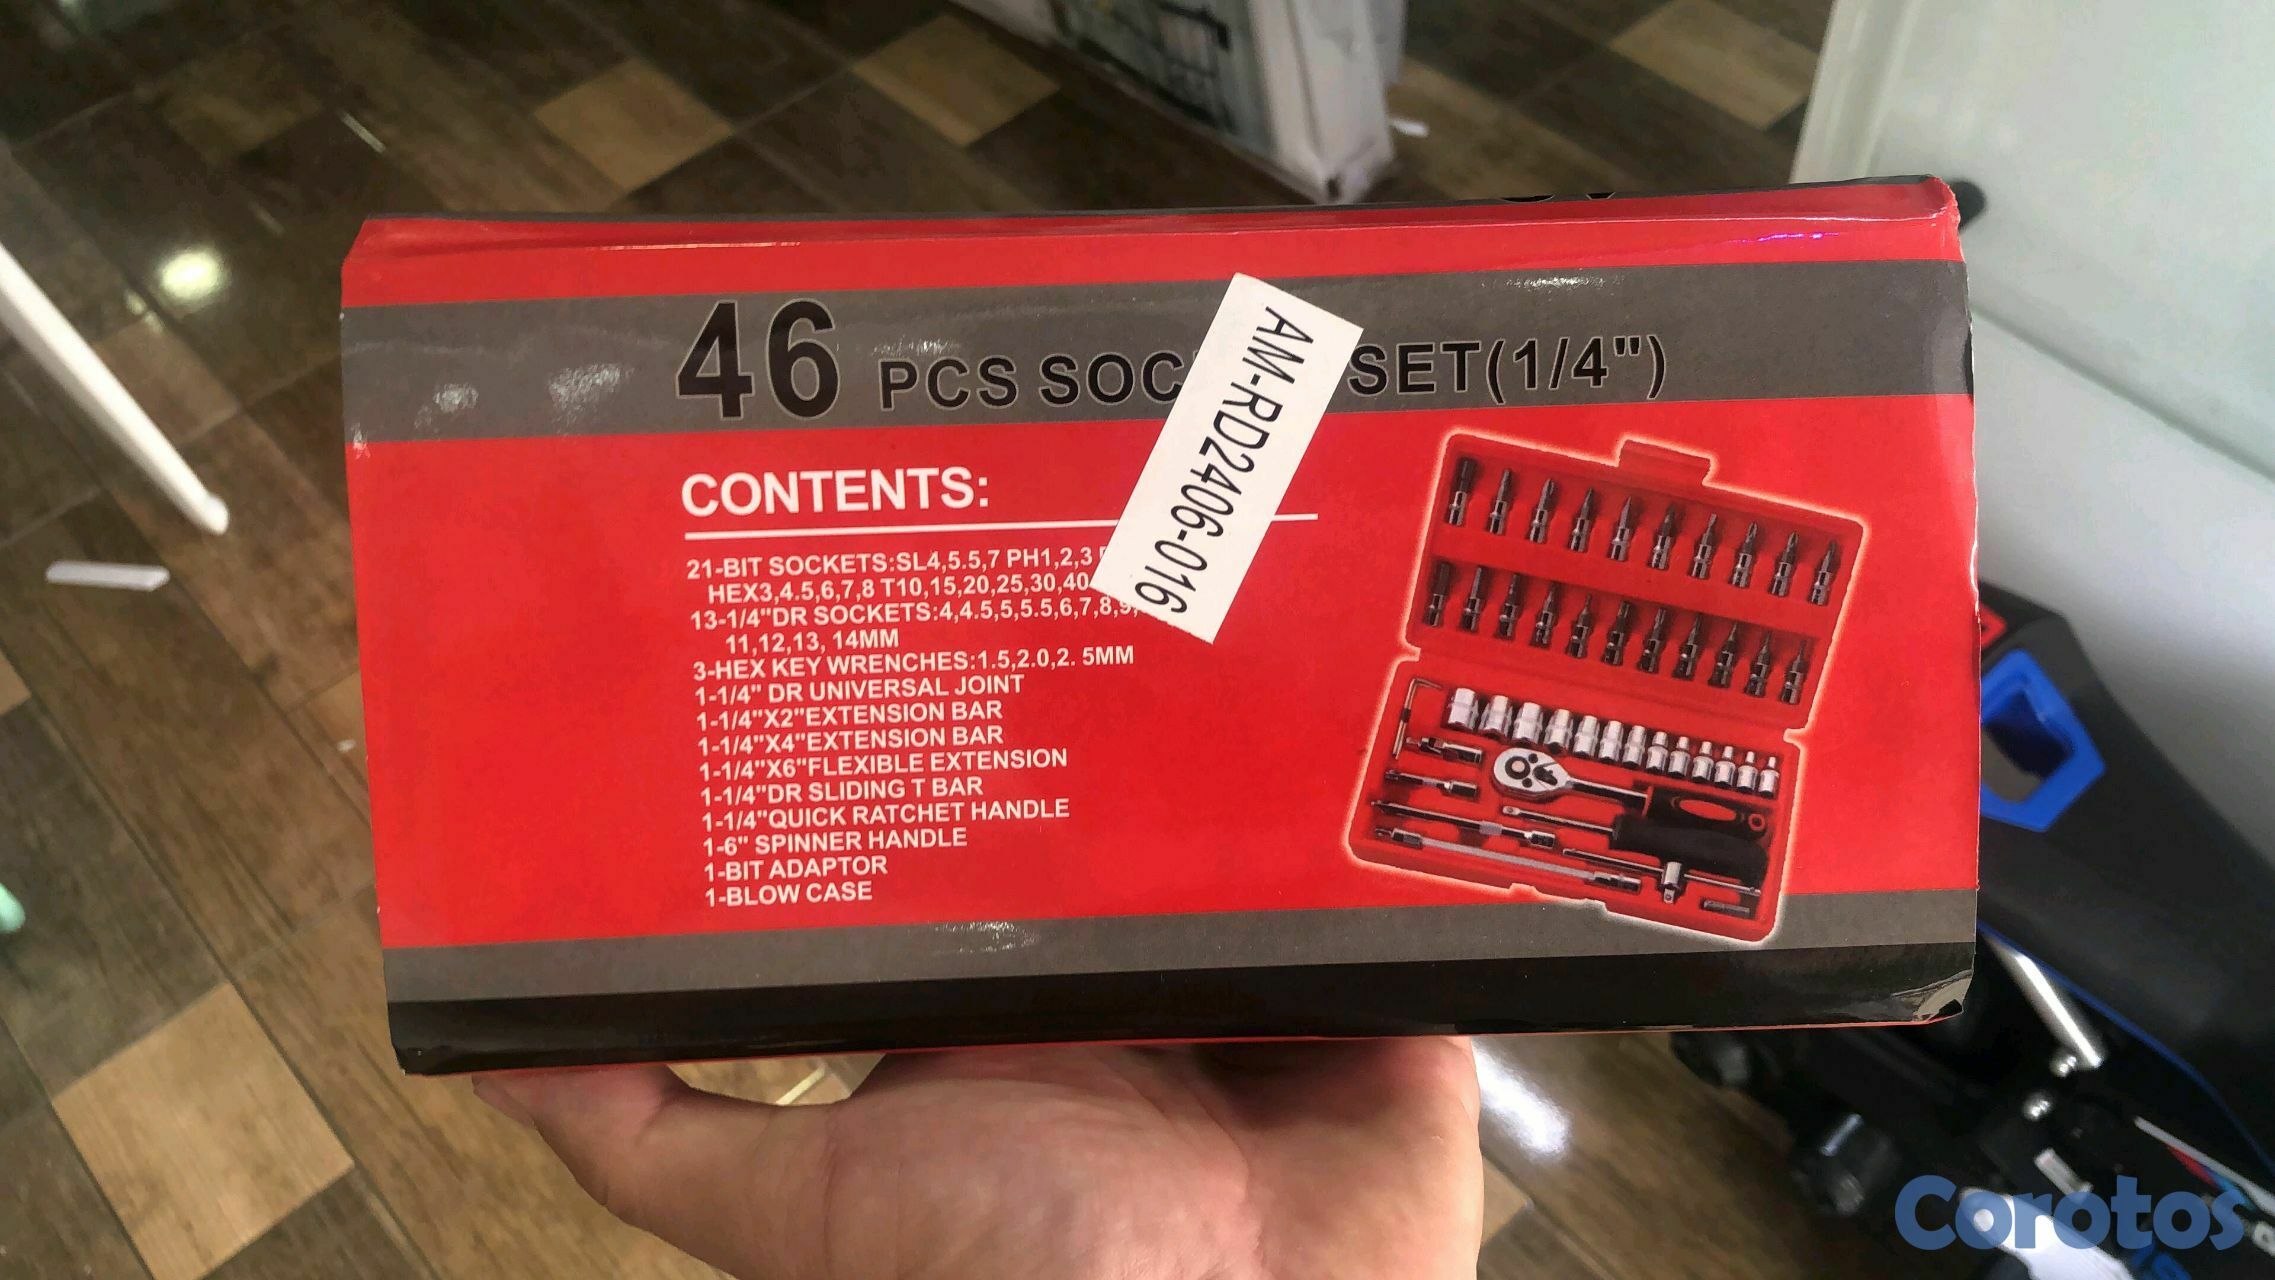 46 PCS SOC SET(1/4")
AM-RD2406-016
CONTENTS:
21-BIT SOCKETS:SL4,5.5,7 PH1,2,3
HEX3,4.5,6,7,8 T10,15,20,25,30,40
13-1/4"DR SOCKETS:4,4.5,5,5.5,6,7,8,9,
11,12,13, 14MM
3-HEX KEY WRENCHES:1.5,2.0,2. 5MM
1-1/4" DR UNIVERSAL JOINT
1-1/4"X2"EXTENSION BAR
1-1/4"X4"EXTENSION BAR
1-1/4"X6"FLEXIBLE EXTENSION
1-1/4"DR SLIDING T BAR
1-1/4"QUICK RATCHET HANDLE
1-6" SPINNER HANDLE
1-BIT ADAPTOR
1-BLOW CASE
Corotos